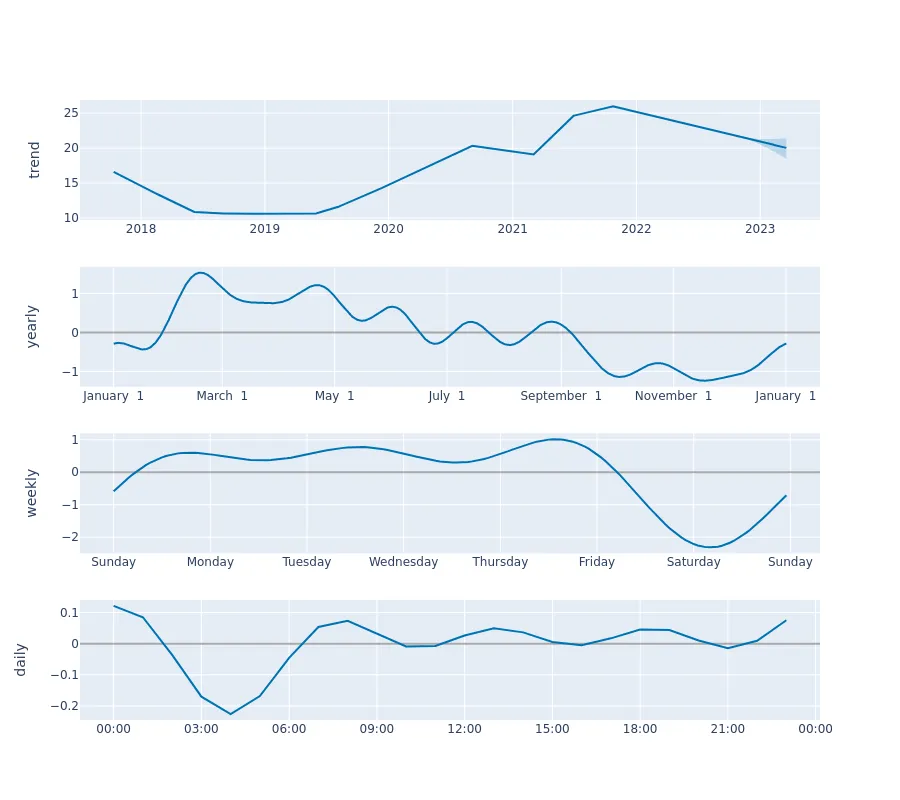 trend
25
20
15
10
2018 2019 2020 2021 2022 2023
yearly
1
0
−1
January 1 March 1 May 1 July 1 September 1 November 1 January 1
weekly
1
0
−1
−2
Sunday Monday Tuesday Wednesday Thursday Friday Saturday Sunday
daily
0.1
0
−0.1
−0.2
00:00 03:00 06:00 09:00 12:00 15:00 18:00 21:00 00:00